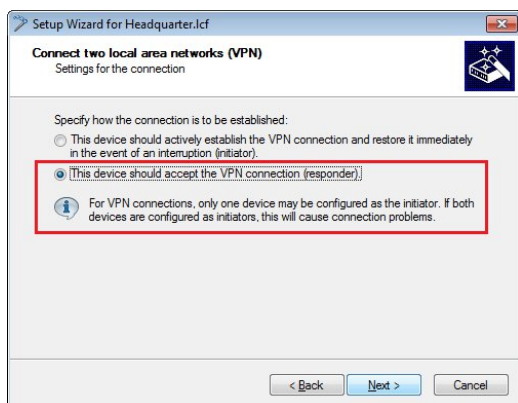 Setup Wizard for Headquarter.lcf
Connect two local area networks (VPN)
Settings for the connection
Specify how the connection is to be established:
This device should actively establish the VPN connection and restore it immediately
in the event of an interruption (initiator).
This device should accept the VPN connection (responder).
For VPN connections, only one device may be configured as the initiator. If both
devices are configured as initiators, this will cause connection problems.
< Back
Next >
Cancel